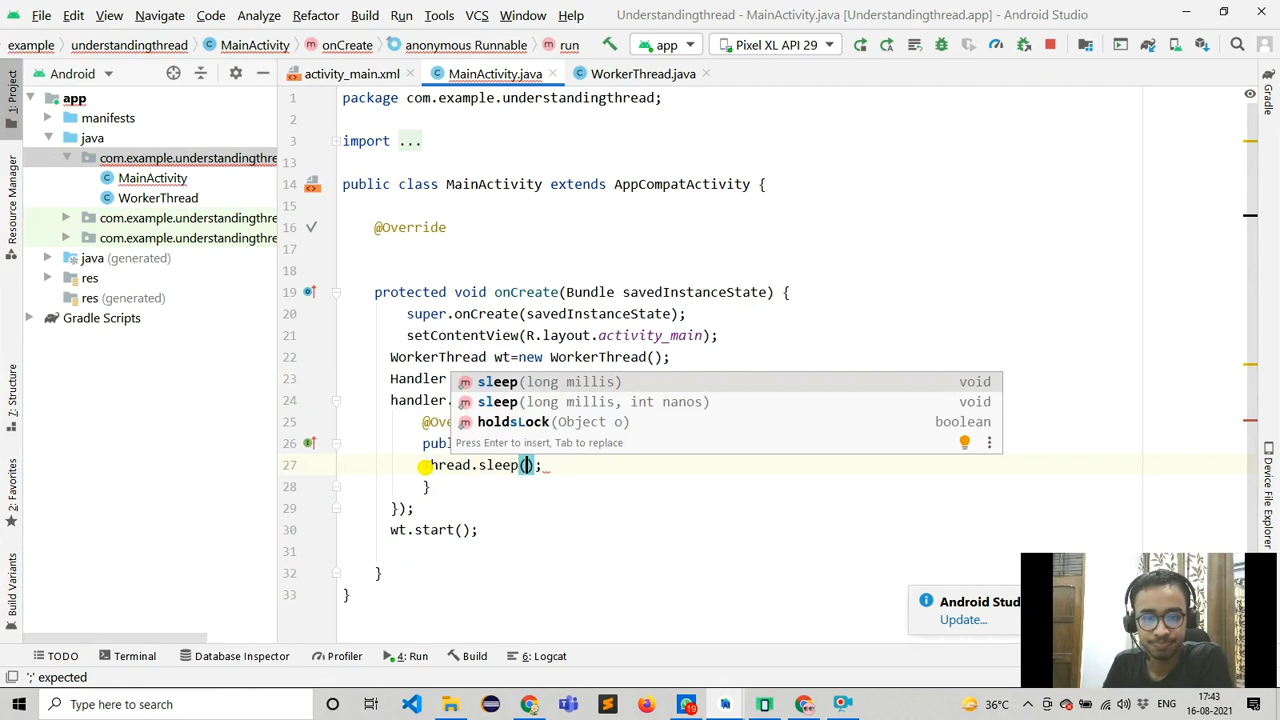 File Edit View Navigate Code Analyze Refactor Build Run Tools VCS Window Help Understandingthread - MainActivity.java [Understandingthread.app] - Android Studio
example understandingthread MainActivity onCreate anonymous Runnable run app Pixel XL API 29
Android activity_main.xml MainActivity.java WorkerThread.java
1: Project
Resource Manager
Z: Structure
2: Favorites
Build Variants
app
manifests
java
com.example.understandingthre
MainActivity
WorkerThread
com.example.understandingthre
com.example.understandingthre
java (generated)
res
res (generated)
Gradle Scripts
1 package com.example.understandingthread;
2
3 import ...
13
14 public class MainActivity extends AppCompatActivity {
15
16 @Override
17
18
19 protected void onCreate(Bundle savedInstanceState) {
20 super.onCreate(savedInstanceState);
21 setContentView(R.layout.activity_main);
22 WorkerThread wt=new WorkerThread();
23 Handler
24 handler.
25 @Ove
26 publ
27 Thread.sleep();
28 }
29 });
30 wt.start();
31
32 }
33 }
sleep(long millis) void
sleep(long millis, int nanos) void
holdsLock(Object o) boolean
Press Enter to insert, Tab to replace
Gradle
Device File Explorer
Android Stud
Update...
TODO Terminal Database Inspector Profiler 4: Run Build 6: Logcat
';' expected
Type here to search
19
36°C
ENG
17:43
16-08-2021